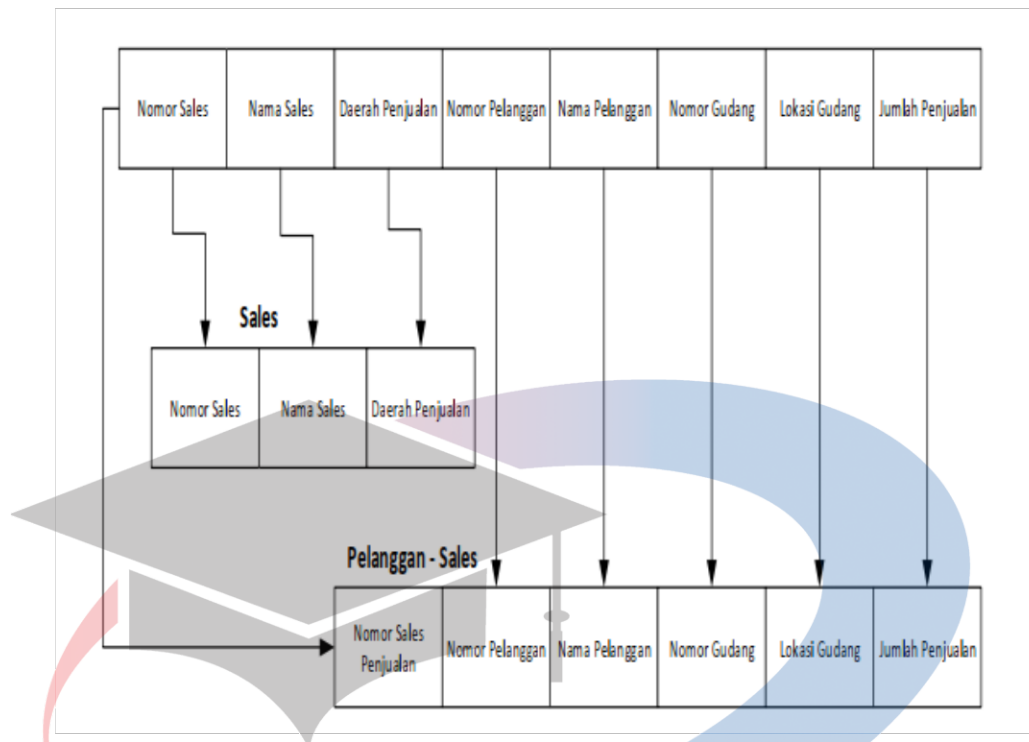 Nomor Sales
Nama Sales
Daerah Penjualan
Nomor Pelanggan
Nama Pelanggan
Nomor Gudang
Lokasi Gudang
Jumlah Penjualan
Sales
Nomor Sales
Nama Sales
Daerah Penjualan
Pelanggan - Sales
Nomor Sales
Penjualan
Nomor Pelanggan
Nama Pelanggan
Nomor Gudang
Lokasi Gudang
Jumlah Penjualan